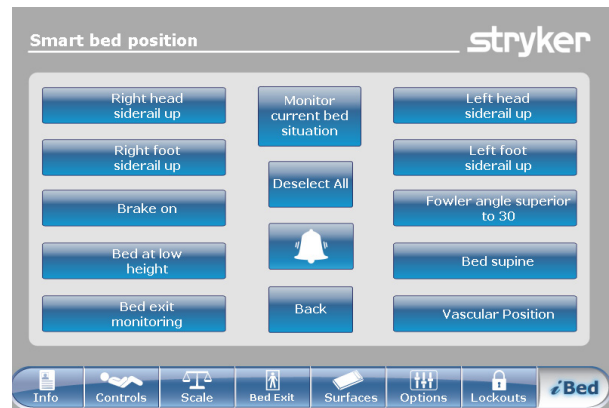 Smart bed position
stryker
Right head
siderail up
Monitor
current bed
situation
Left head
siderail up
Right foot
siderail up
Deselect All
Left foot
siderail up
Brake on
Fowler angle superior
to 30
Bed at low
height
Bed supine
Bed exit
monitoring
Back
Vascular Position
Info
Controls
Scale
Bed Exit
Surfaces
Options
Lockouts
iBed